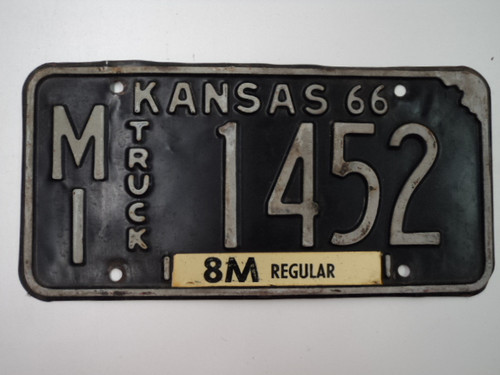 KANSAS 66
MI
TRUCK
1452
8M REGULAR